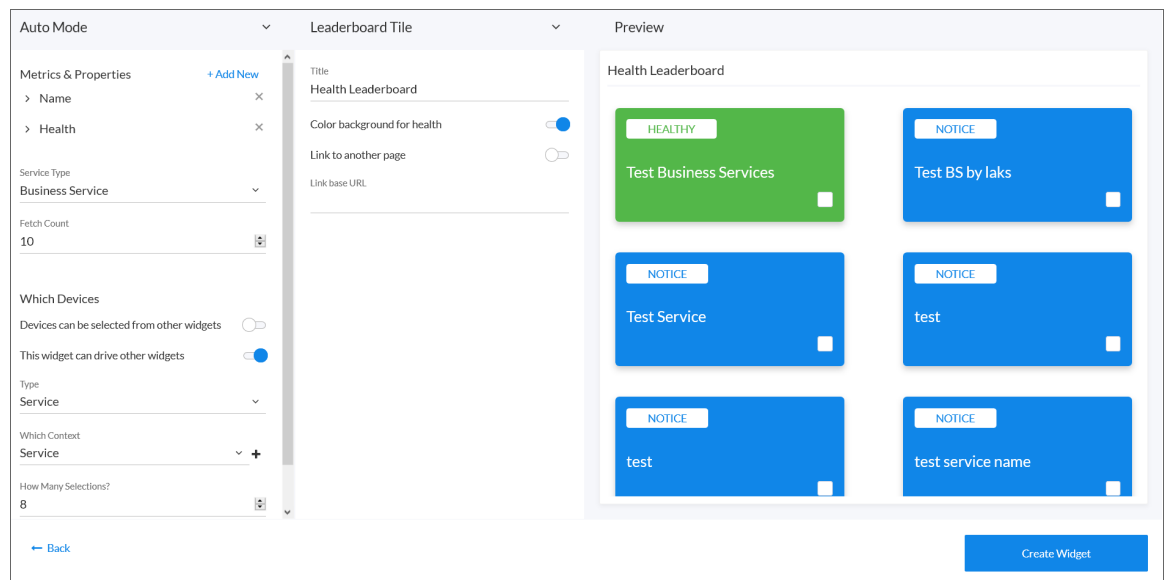 Auto Mode
Leaderboard Tile
Preview
Metrics & Properties
+ Add New
Name
Health
Service Type
Business Service
Fetch Count
10
Which Devices
Devices can be selected from other widgets
This widget can drive other widgets
Type
Service
Which Context
Service
How Many Selections?
8
Title
Health Leaderboard
Color background for health
Link to another page
Link base URL
Health Leaderboard
HEALTHY
Test Business Services
NOTICE
Test BS by laks
NOTICE
Test Service
NOTICE
test
NOTICE
test
NOTICE
test service name
Back
Create Widget